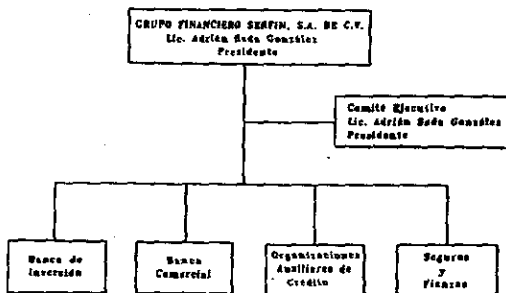 GRUPO FINANCIERO SERFIN, S.A. DE C.V.
Lic. Adrián Sada González
Presidente
Comité Ejecutivo
Lic. Adrián Sada González
Presidente
Banca de
Inversión
Banca
Comercial
Organizaciones
Auxiliares de
Crédito
Seguros
y
Fianzas